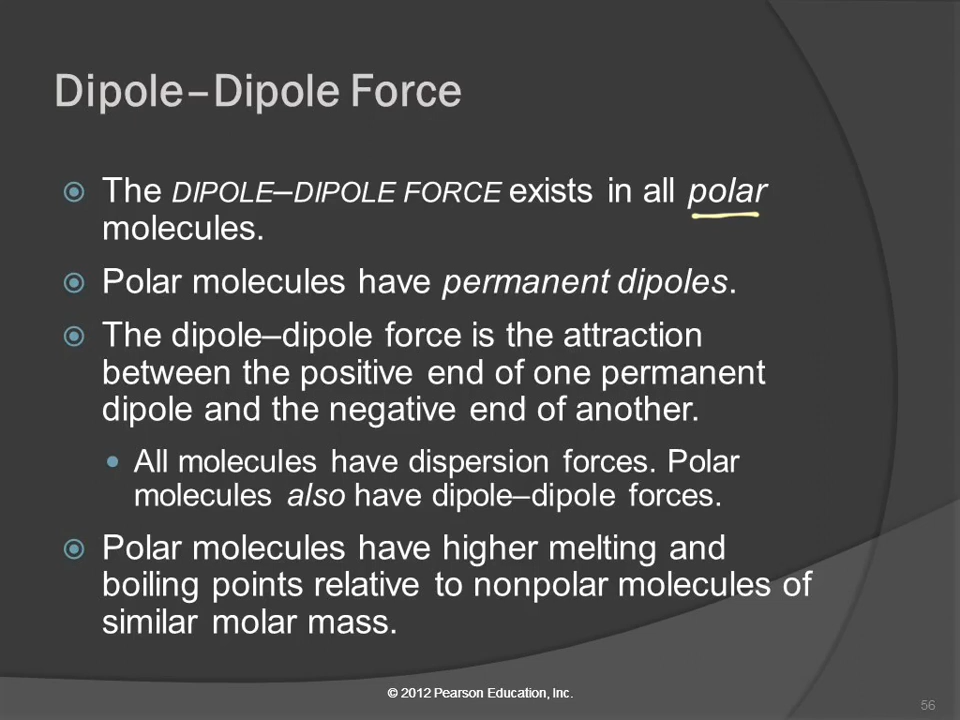 Dipole–Dipole Force
The DIPOLE–DIPOLE FORCE exists in all polar
molecules.
Polar molecules have permanent dipoles.
The dipole–dipole force is the attraction
between the positive end of one permanent
dipole and the negative end of another.
All molecules have dispersion forces. Polar
molecules also have dipole–dipole forces.
Polar molecules have higher melting and
boiling points relative to nonpolar molecules of
similar molar mass.
© 2012 Pearson Education, Inc.
56